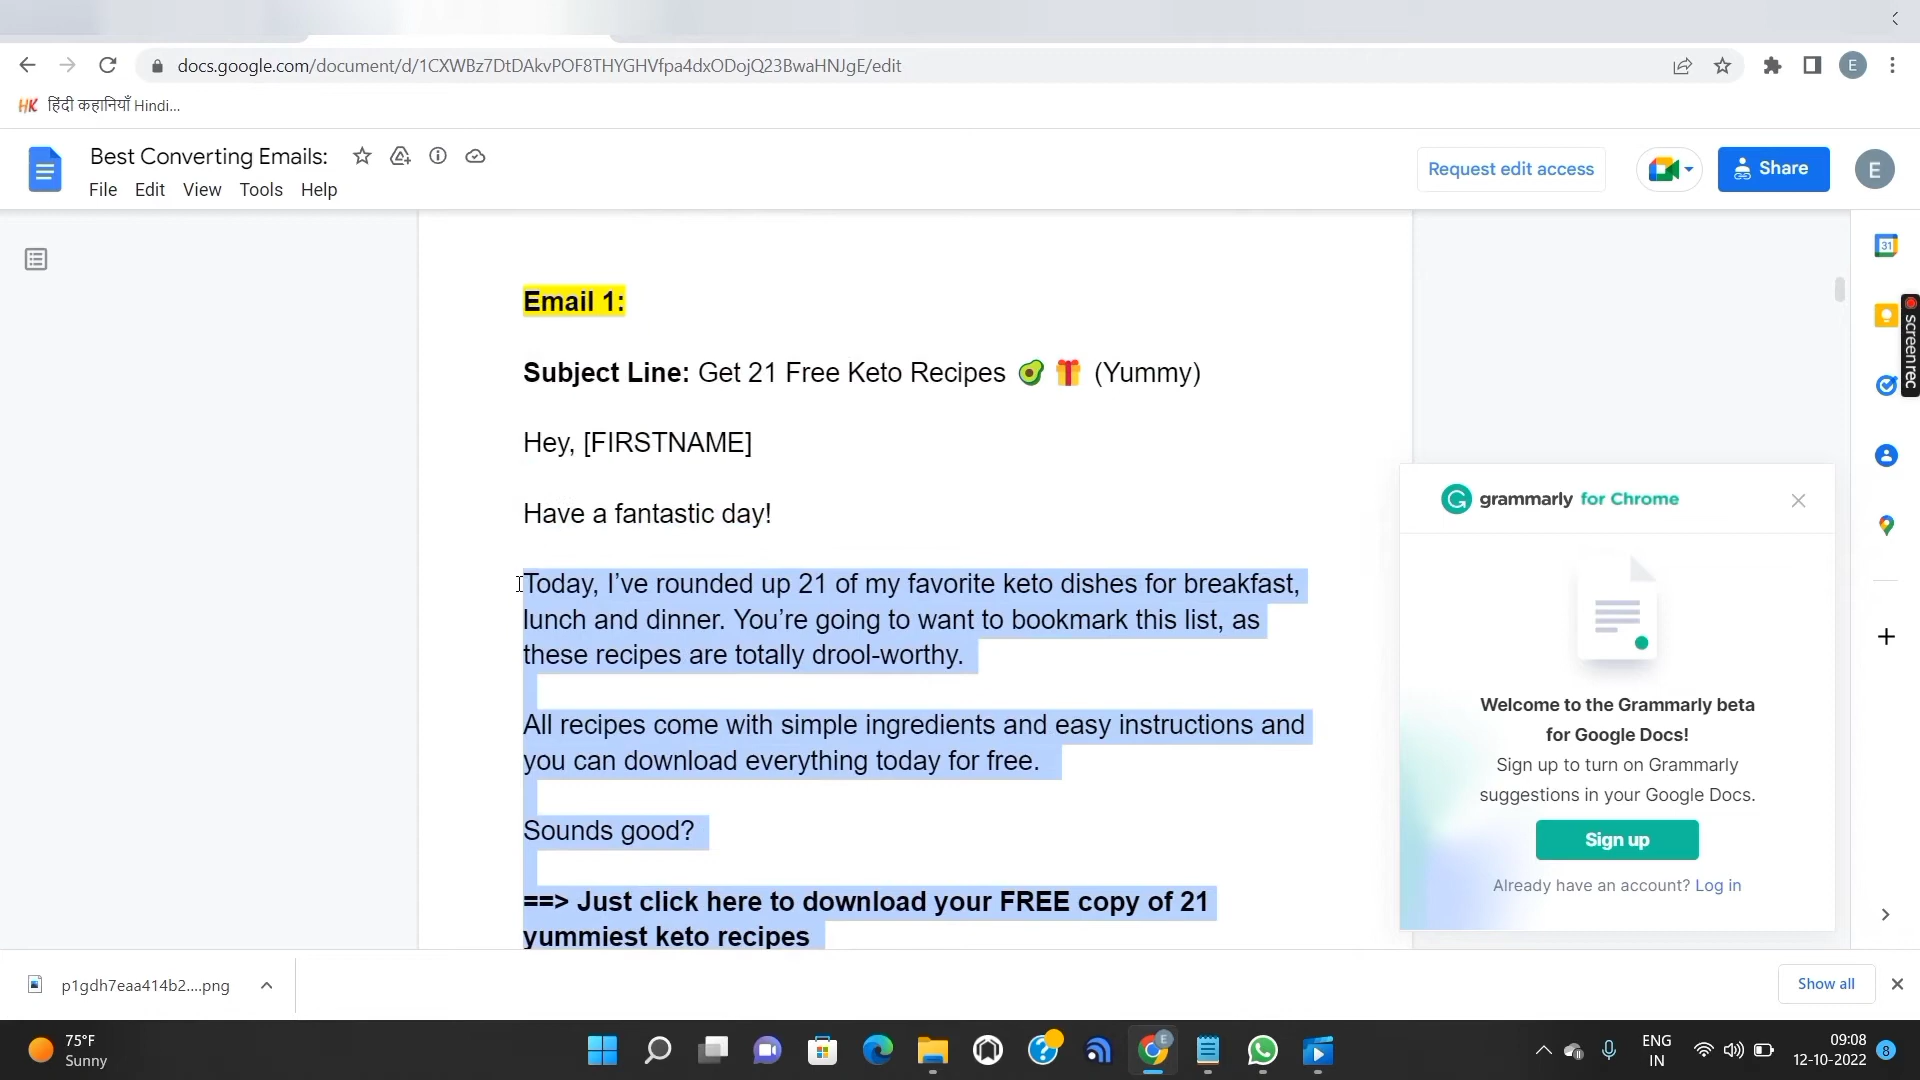 docs.google.com/document/d/1CXWBz7DtDAkvPOF8THYGHVfpa4dxODojQ23BwaHNJgE/edit
E
HK हिंदी कहानियाँ Hindi...
Best Converting Emails:
File Edit View Tools Help
Request edit access
Share
E
31
Email 1:
Subject Line: Get 21 Free Keto Recipes 🥑 🎁 (Yummy)
Hey, [FIRSTNAME]
Have a fantastic day!
Today, I’ve rounded up 21 of my favorite keto dishes for breakfast,
lunch and dinner. You’re going to want to bookmark this list, as
these recipes are totally drool-worthy.
All recipes come with simple ingredients and easy instructions and
you can download everything today for free.
Sounds good?
==> Just click here to download your FREE copy of 21
yummiest keto recipes
screenrec
grammarly for Chrome
Welcome to the Grammarly beta
for Google Docs!
Sign up to turn on Grammarly
suggestions in your Google Docs.
Sign up
Already have an account? Log in
p1gdh7eaa414b2....png
Show all
75°F
Sunny
E
ENG
IN
09:08
12-10-2022
8